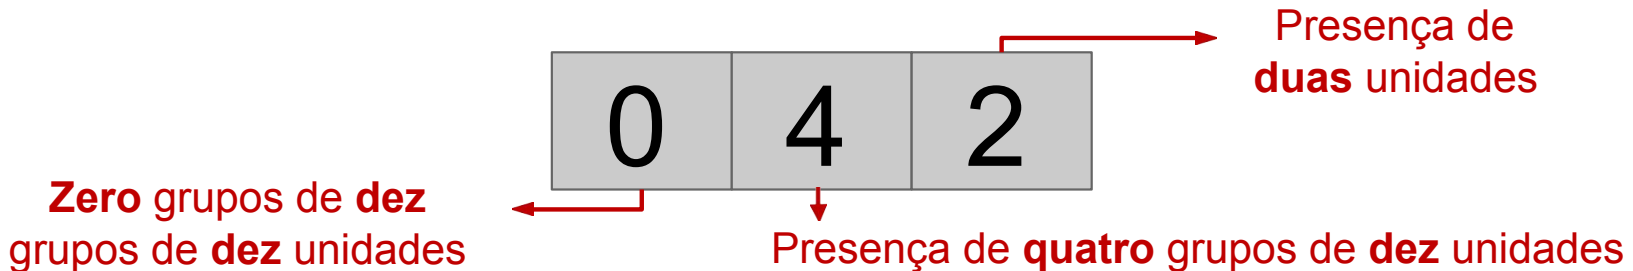 Presença de
duas unidades
0 4 2
Zero grupos de dez
grupos de dez unidades
Presença de quatro grupos de dez unidades